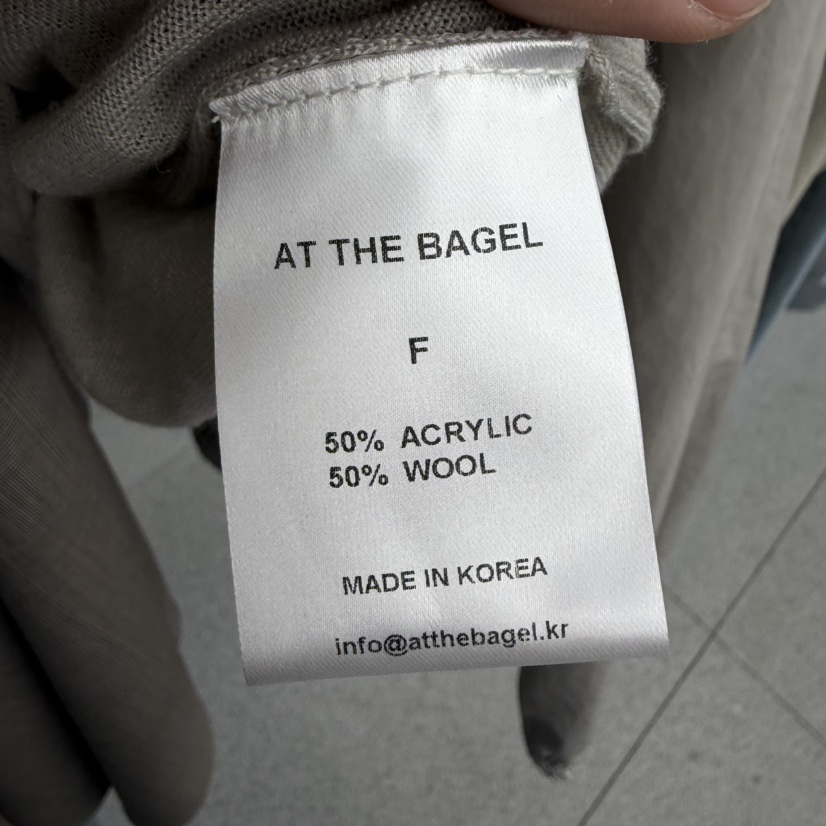 AT THE BAGEL
F
50% ACRYLIC
50% WOOL
MADE IN KOREA
info@atthebagel.kr